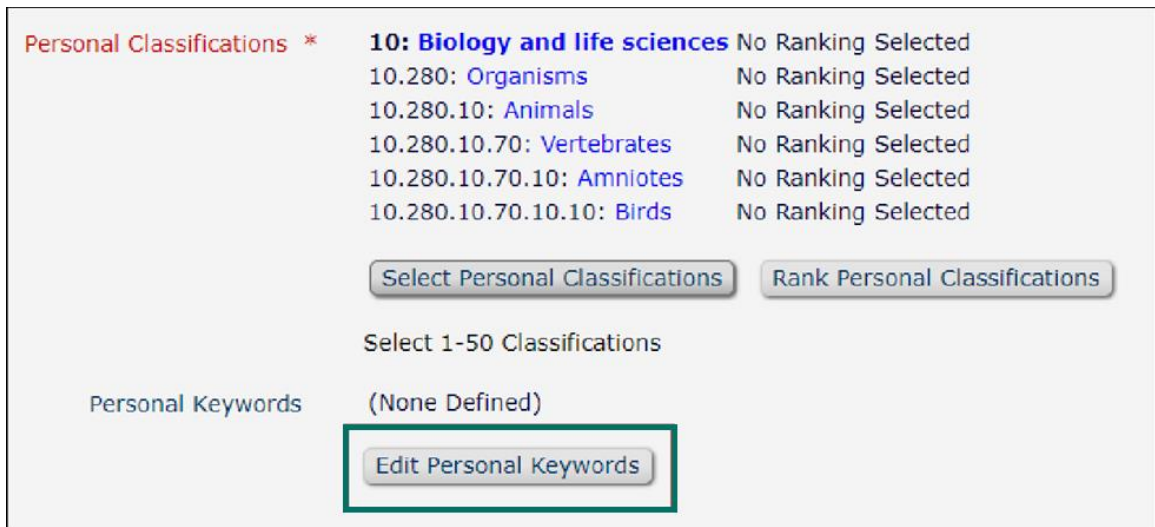 Personal Classifications * 10: Biology and life sciences No Ranking Selected
10.280: Organisms No Ranking Selected
10.280.10: Animals No Ranking Selected
10.280.10.70: Vertebrates No Ranking Selected
10.280.10.70.10: Amniotes No Ranking Selected
10.280.10.70.10.10: Birds No Ranking Selected
Select Personal Classifications Rank Personal Classifications
Select 1-50 Classifications
Personal Keywords (None Defined)
Edit Personal Keywords